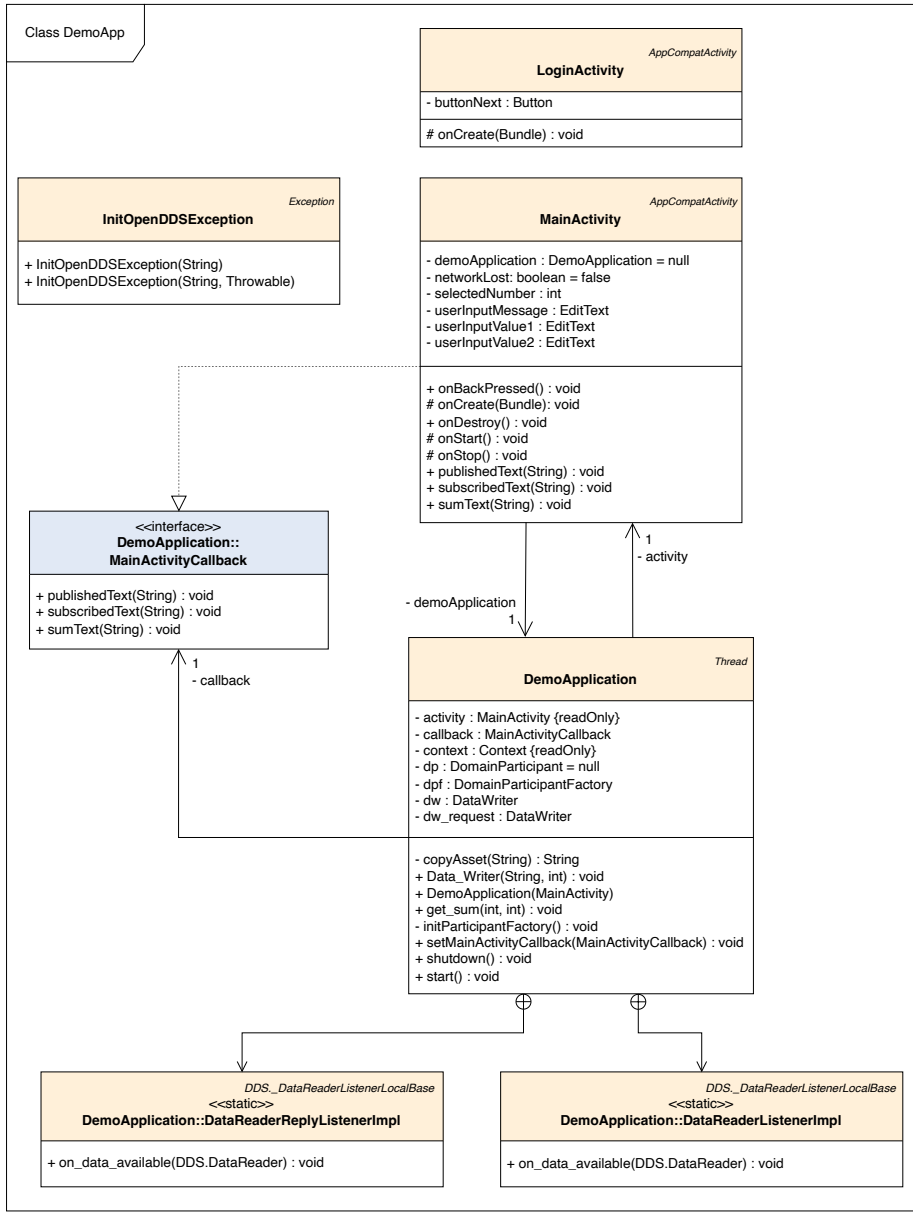 Class DemoApp
AppCompatActivity
LoginActivity
- buttonNext : Button
# onCreate(Bundle) : void
Exception
InitOpenDDSException
+ InitOpenDDSException(String)
+ InitOpenDDSException(String, Throwable)
AppCompatActivity
MainActivity
- demoApplication : DemoApplication = null
- networkLost: boolean = false
- selectedNumber : int
- userInputMessage : EditText
- userInputValue1 : EditText
- userInputValue2 : EditText
+ onBackPressed() : void
# onCreate(Bundle): void
+ onDestroy() : void
# onStart() : void
# onStop() : void
+ publishedText(String) : void
+ subscribedText(String) : void
+ sumText(String) : void
<<interface>>
DemoApplication::
MainActivityCallback
+ publishedText(String) : void
+ subscribedText(String) : void
+ sumText(String) : void
1
- activity
- demoApplication
1
1
- callback
Thread
DemoApplication
- activity : MainActivity {readOnly}
- callback : MainActivityCallback
- context : Context {readOnly}
- dp : DomainParticipant = null
- dpf : DomainParticipantFactory
- dw : DataWriter
- dw_request : DataWriter
- copyAsset(String) : String
+ Data_Writer(String, int) : void
+ DemoApplication(MainActivity)
+ get_sum(int, int) : void
- initParticipantFactory() : void
+ setMainActivityCallback(MainActivityCallback) : void
+ shutdown() : void
+ start() : void
DDS._DataReaderListenerLocalBase
<<static>>
DemoApplication::DataReaderReplyListenerImpl
+ on_data_available(DDS.DataReader) : void
DDS._DataReaderListenerLocalBase
<<static>>
DemoApplication::DataReaderListenerImpl
+ on_data_available(DDS.DataReader) : void